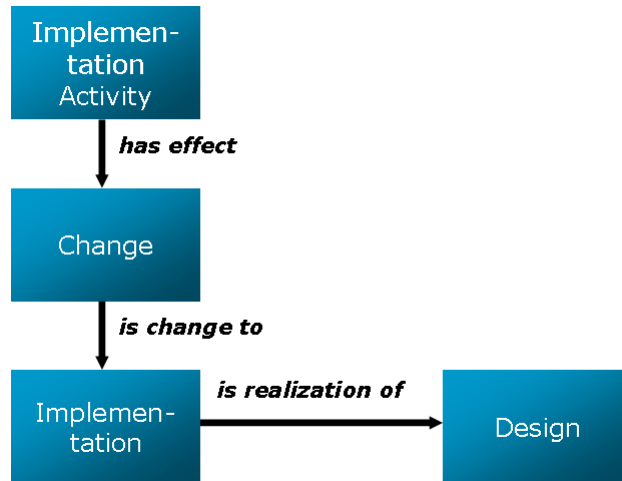 Implemen-
tation
Activity
has effect
Change
is change to
Implemen-
tation
is realization of
Design